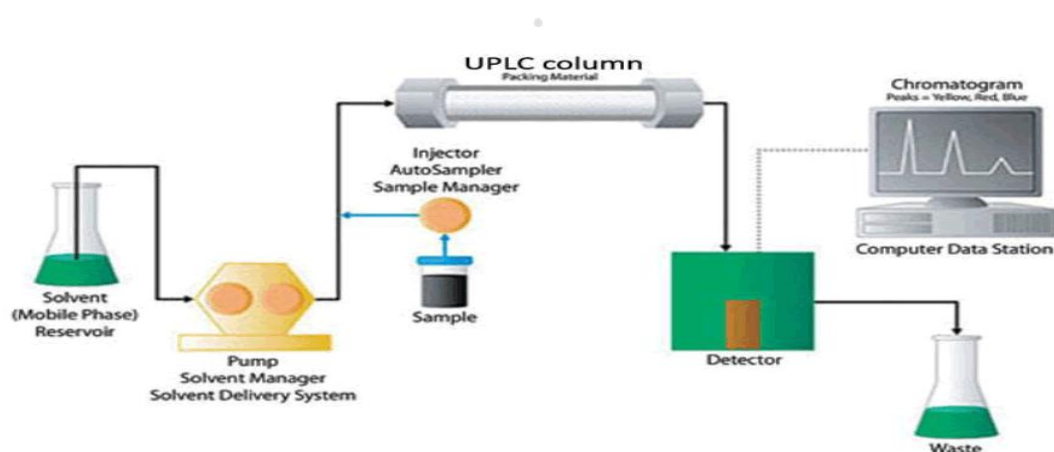 UPLC column
Packing Material
Chromatogram
Peaks = Yellow, Red, Blue
Injector
AutoSampler
Sample Manager
Solvent
(Mobile Phase)
Reservoir
Sample
Computer Data Station
Pump
Solvent Manager
Solvent Delivery System
Detector
Waste